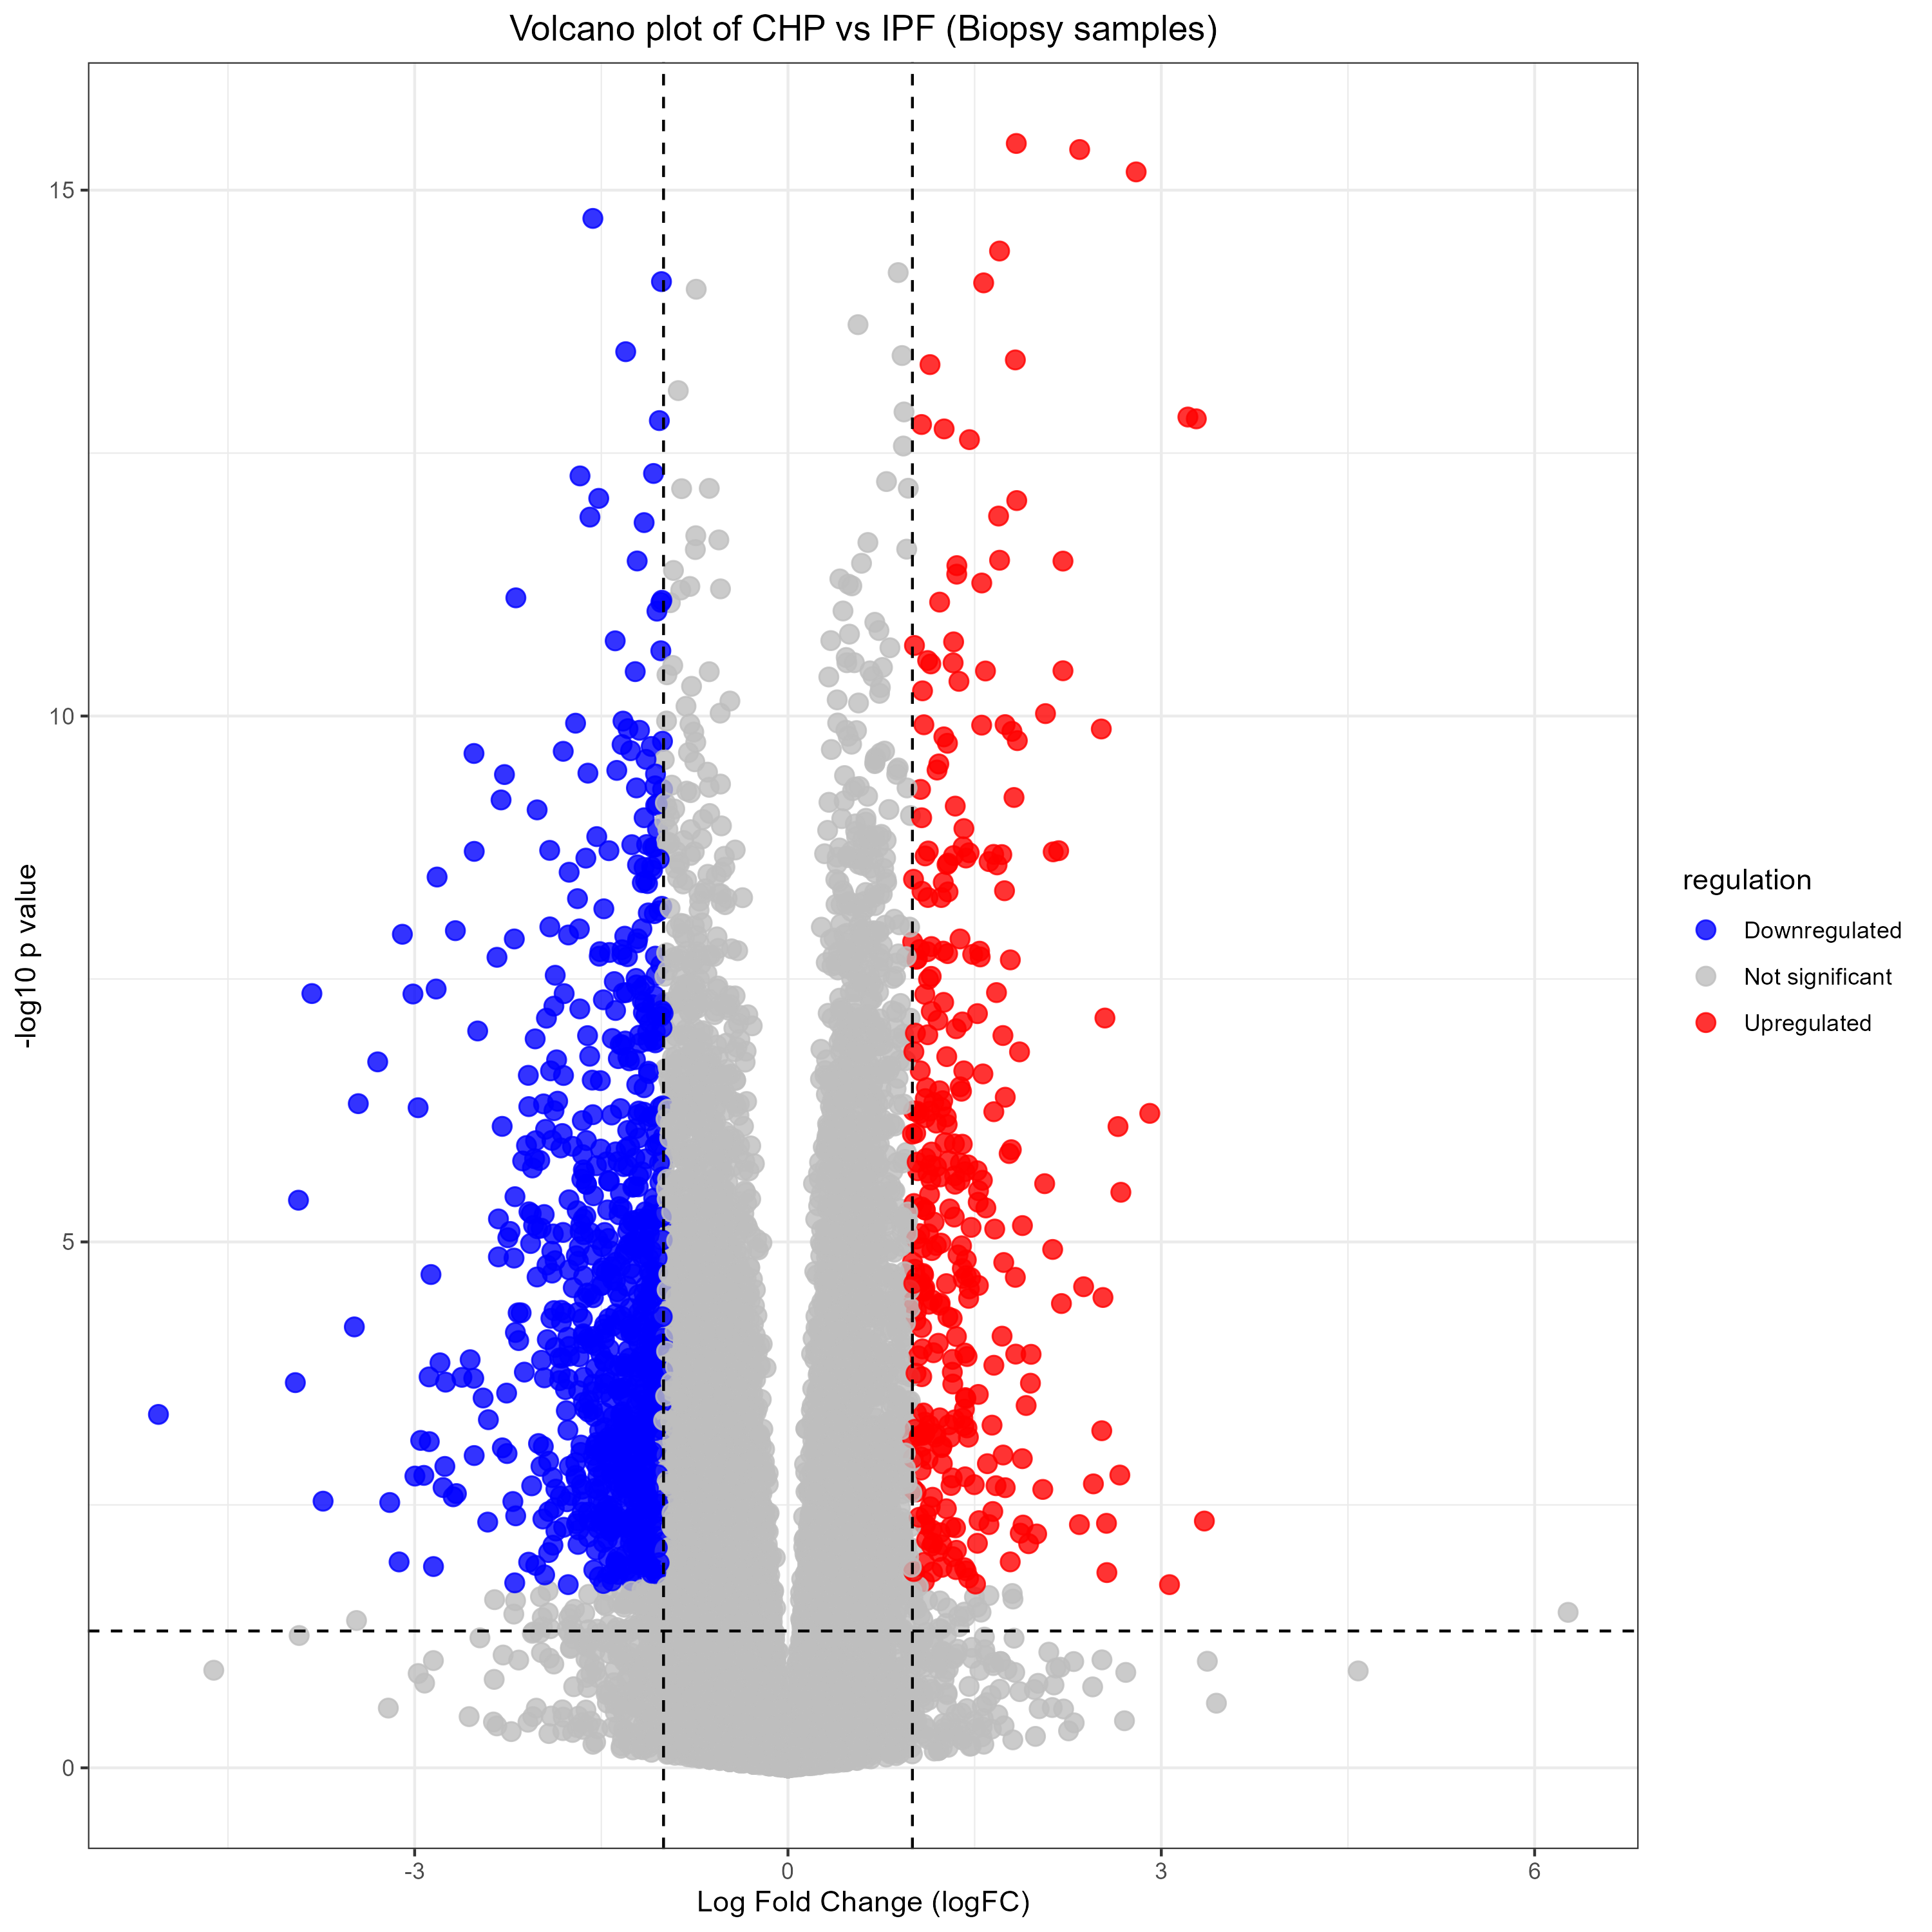 Volcano plot of CHP vs IPF (Biopsy samples)
-log10 p value
15
10
5
0
-3
0
3
6
Log Fold Change (logFC)
regulation
Downregulated
Not significant
Upregulated